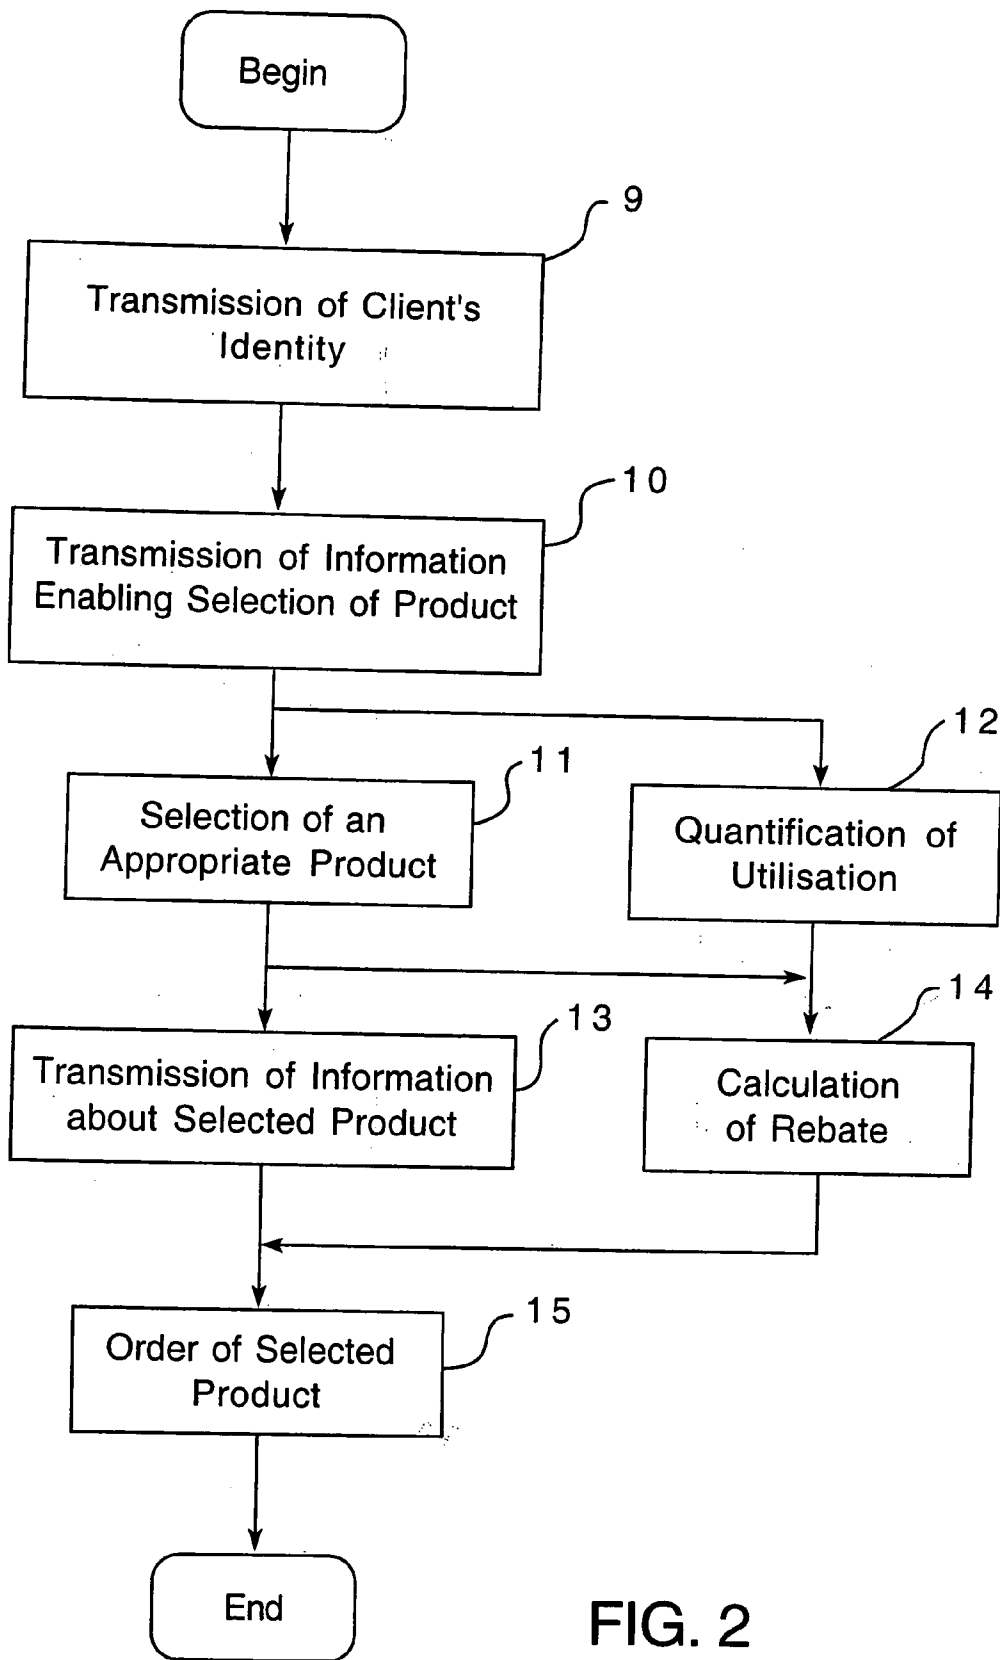 Begin
9
Transmission of Client's
Identity
10
Transmission of Information
Enabling Selection of Product
11
Selection of an
Appropriate Product
12
Quantification of
Utilisation
13
Transmission of Information
about Selected Product
14
Calculation
of Rebate
15
Order of Selected
Product
End
FIG. 2